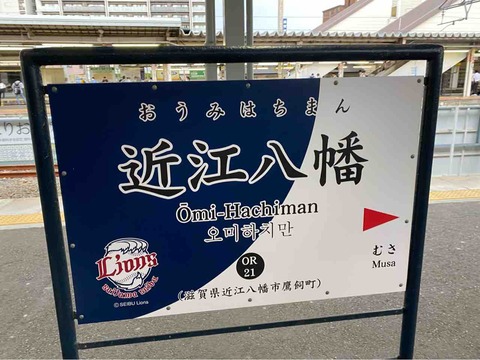 おうみはちまん
近江八幡
Ōmi-Hachiman
오미하치만
むさ
Musa
OR
21
(滋賀県近江八幡市鷹飼町)
Lions
SAITAMA SEIBU
©SEIBU Lions